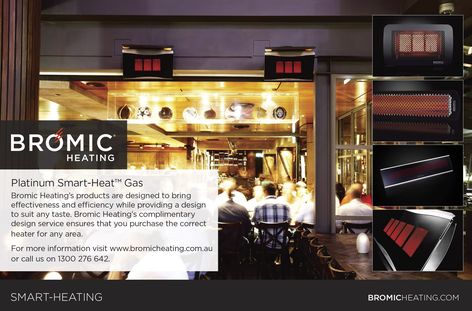 BROMIC
HEATING
Platinum Smart-Heat™ Gas
Bromic Heating's products are designed to bring
effectiveness and efficiency while providing a design
to suit any taste. Bromic Heating's complimentary
design service ensures that you purchase the correct
heater for any area.
For more information visit www.bromicheating.com.au
or call us on 1300 276 642.
SMART-HEATING
BROMICHEATING.COM